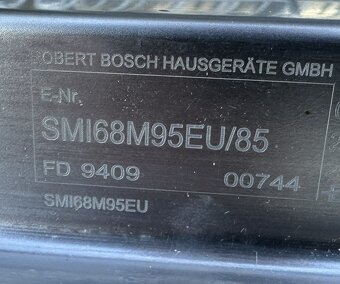 OBERT BOSCH HAUSGERÄTE GMBH
E-Nr.
SMI68M95EU/85
FD 9409 00744
SMI68M95EU